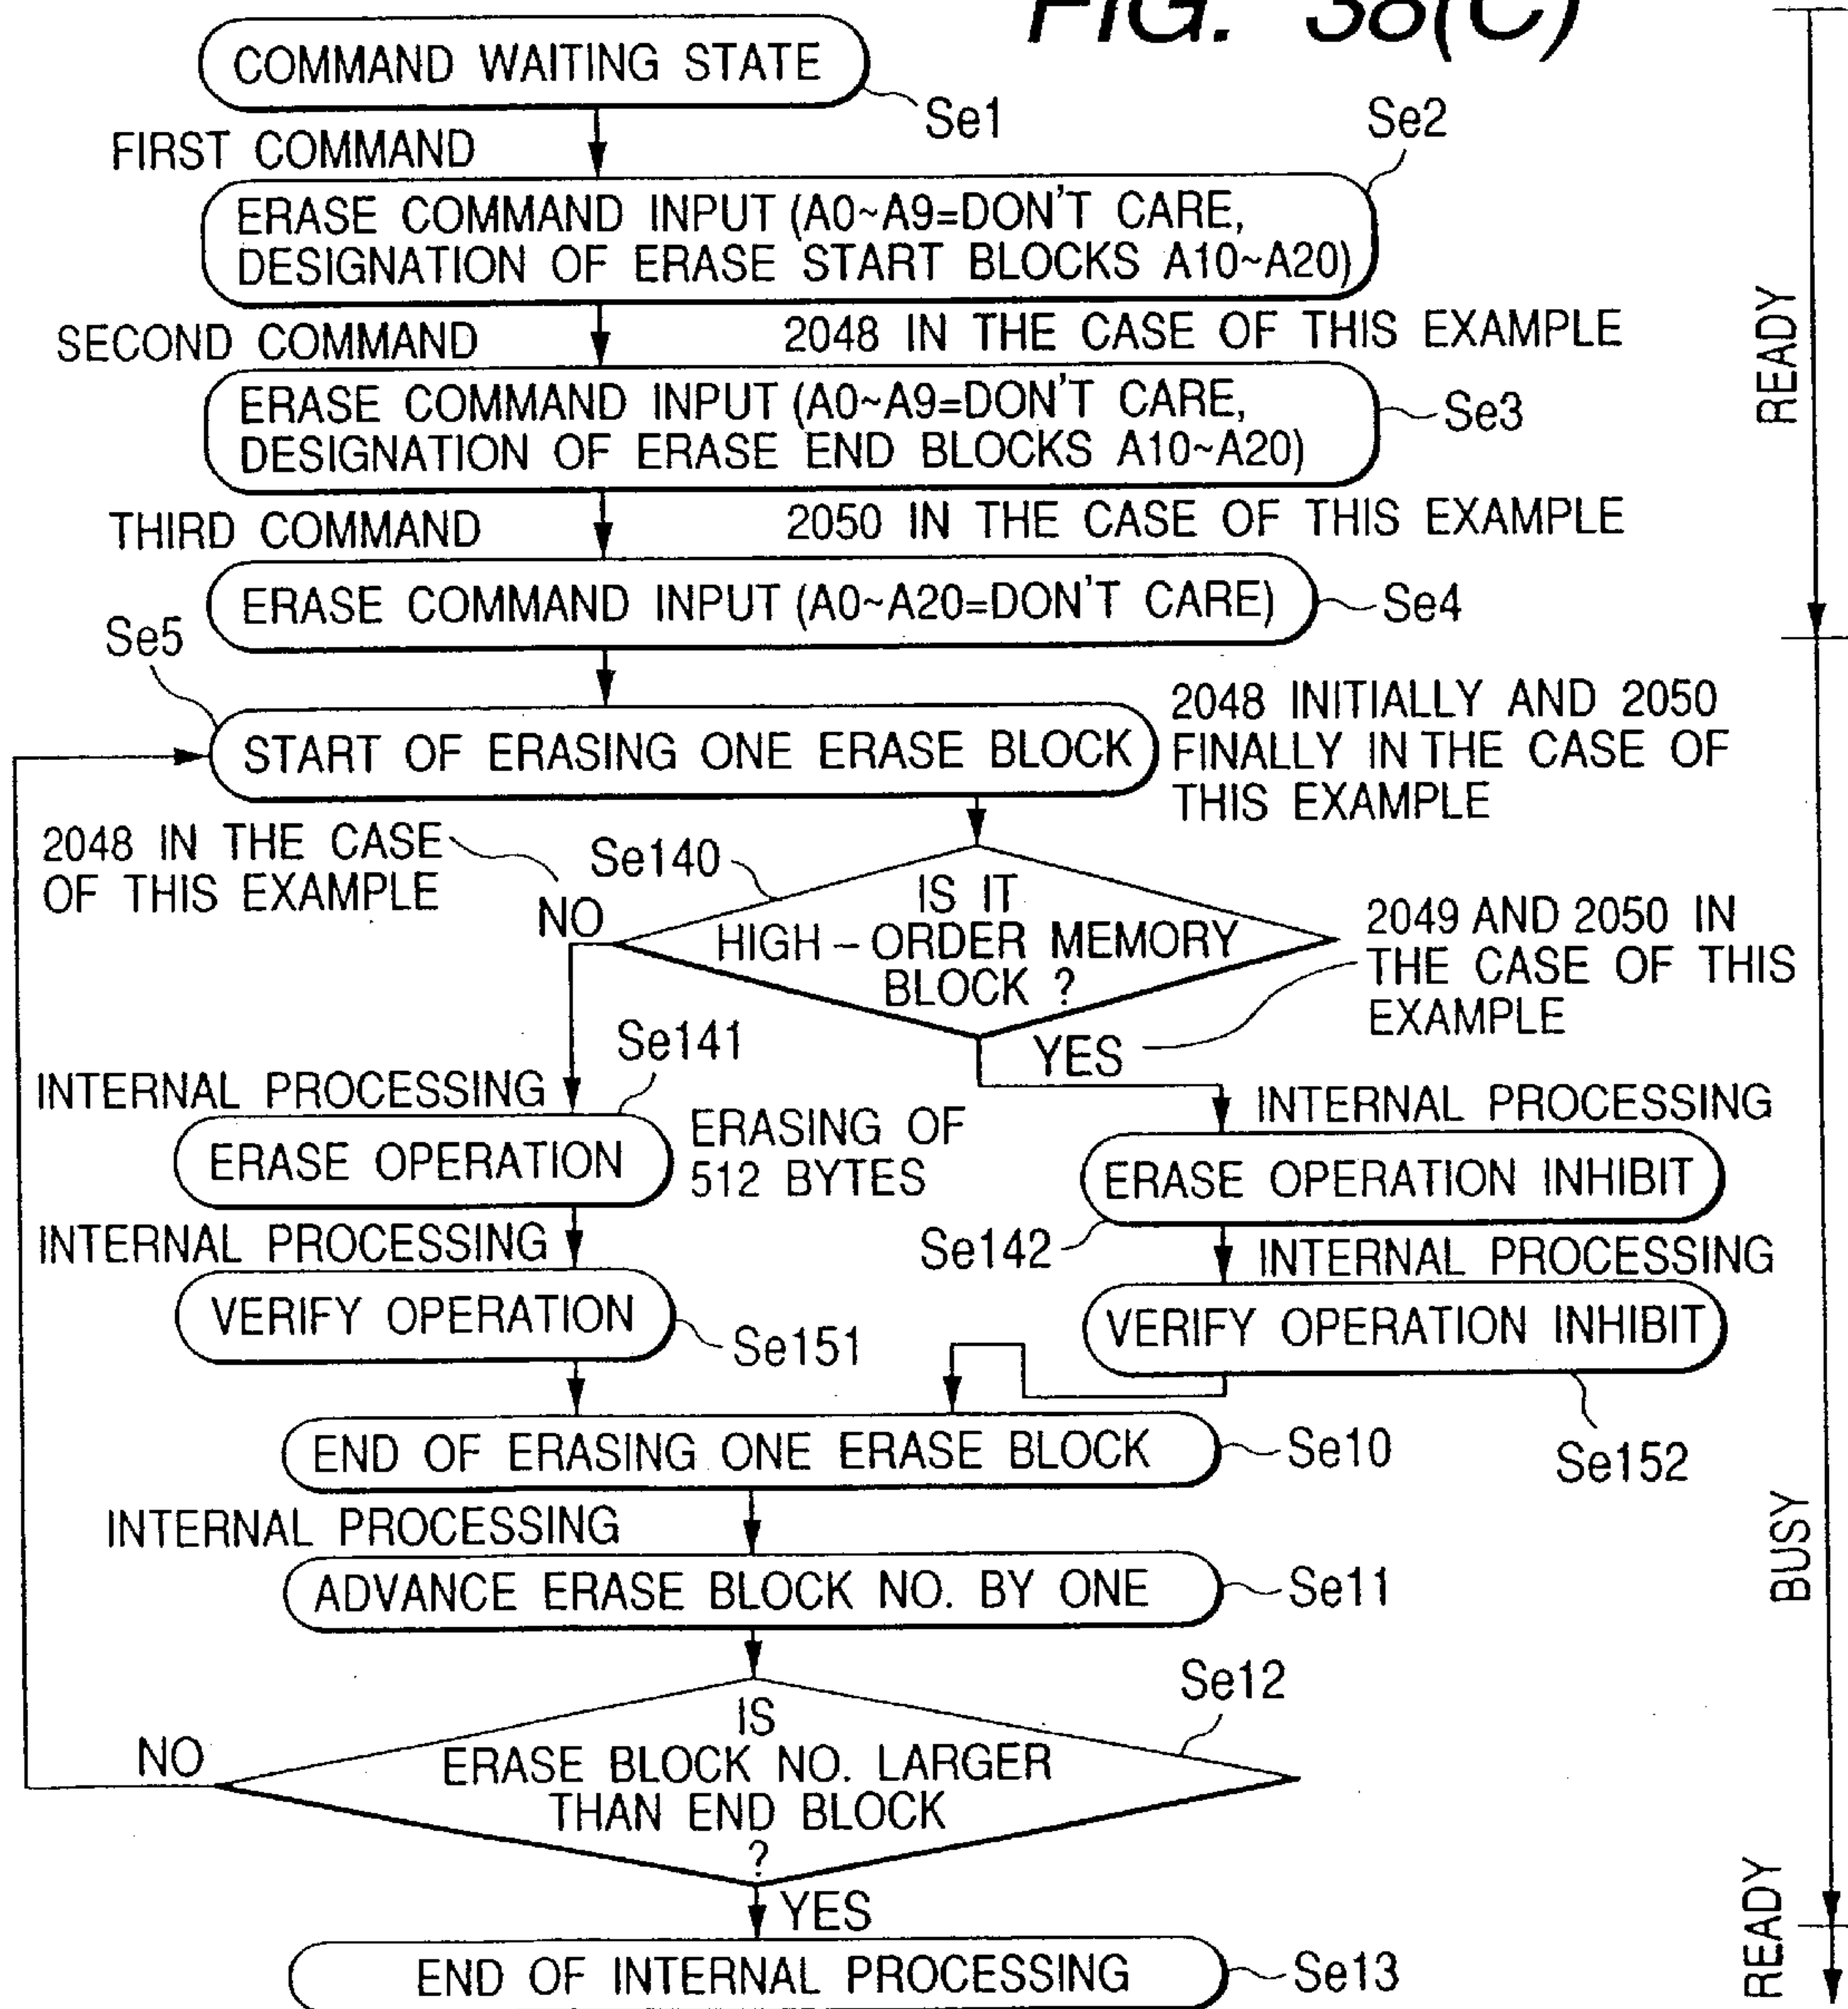 FIG. 38(C)
COMMAND WAITING STATE
Se1
FIRST COMMAND
Se2
ERASE COMMAND INPUT (A0~A9=DON'T CARE,
DESIGNATION OF ERASE START BLOCKS A10~A20)
SECOND COMMAND
2048 IN THE CASE OF THIS EXAMPLE
ERASE COMMAND INPUT (A0~A9=DON'T CARE,
DESIGNATION OF ERASE END BLOCKS A10~A20)
Se3
READY
THIRD COMMAND
2050 IN THE CASE OF THIS EXAMPLE
ERASE COMMAND INPUT (A0~A20=DON'T CARE)
Se4
Se5
START OF ERASING ONE ERASE BLOCK
2048 INITIALLY AND 2050
FINALLY IN THE CASE OF
THIS EXAMPLE
2048 IN THE CASE
OF THIS EXAMPLE
Se140
NO
IS IT
HIGH-ORDER MEMORY
BLOCK ?
2049 AND 2050 IN
THE CASE OF THIS
EXAMPLE
YES
Se141
INTERNAL PROCESSING
ERASE OPERATION
ERASING OF
512 BYTES
INTERNAL PROCESSING
ERASE OPERATION INHIBIT
Se142
INTERNAL PROCESSING
VERIFY OPERATION
Se151
INTERNAL PROCESSING
VERIFY OPERATION INHIBIT
Se152
END OF ERASING ONE ERASE BLOCK
Se10
INTERNAL PROCESSING
ADVANCE ERASE BLOCK NO. BY ONE
Se11
BUSY
Se12
IS
ERASE BLOCK NO. LARGER
THAN END BLOCK
?
NO
YES
END OF INTERNAL PROCESSING
Se13
READY